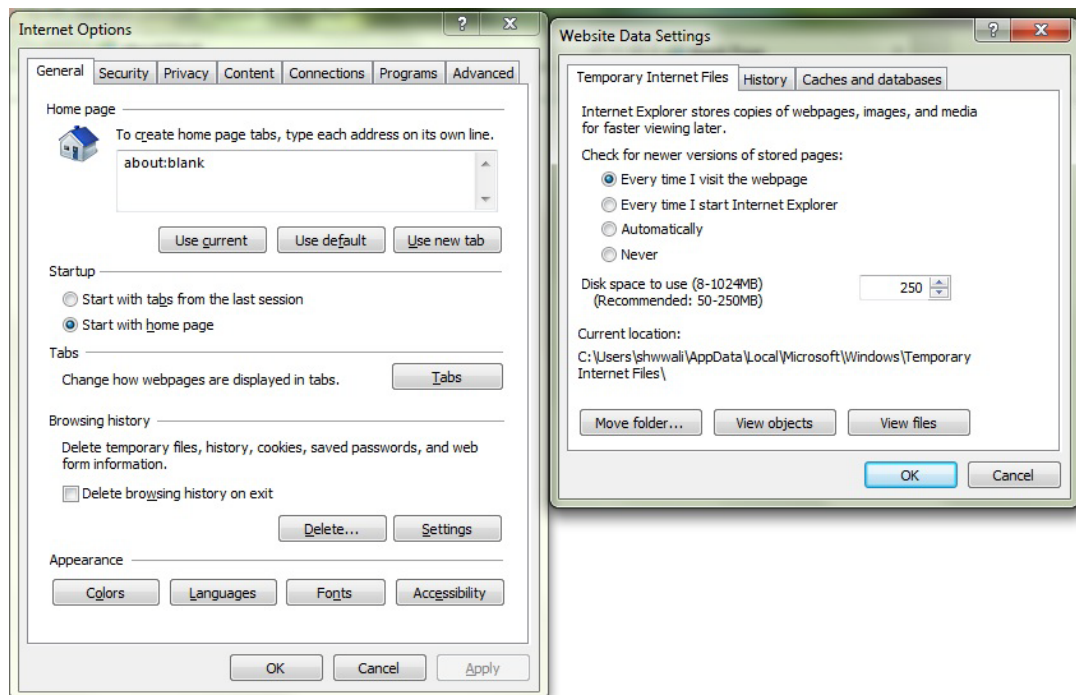 Internet Options
General Security Privacy Content Connections Programs Advanced
Home page
To create home page tabs, type each address on its own line.
about:blank
Use current Use default Use new tab
Startup
Start with tabs from the last session
Start with home page
Tabs
Change how webpages are displayed in tabs.
Tabs
Browsing history
Delete temporary files, history, cookies, saved passwords, and web
form information.
Delete browsing history on exit
Delete... Settings
Appearance
Colors Languages Fonts Accessibility
OK Cancel Apply
Website Data Settings
Temporary Internet Files History Caches and databases
Internet Explorer stores copies of webpages, images, and media
for faster viewing later.
Check for newer versions of stored pages:
Every time I visit the webpage
Every time I start Internet Explorer
Automatically
Never
Disk space to use (8-1024MB)
(Recommended: 50-250MB)
250
Current location:
C:\Users\shwwali\AppData\Local\Microsoft\Windows\Temporary
Internet Files\
Move folder... View objects View files
OK Cancel